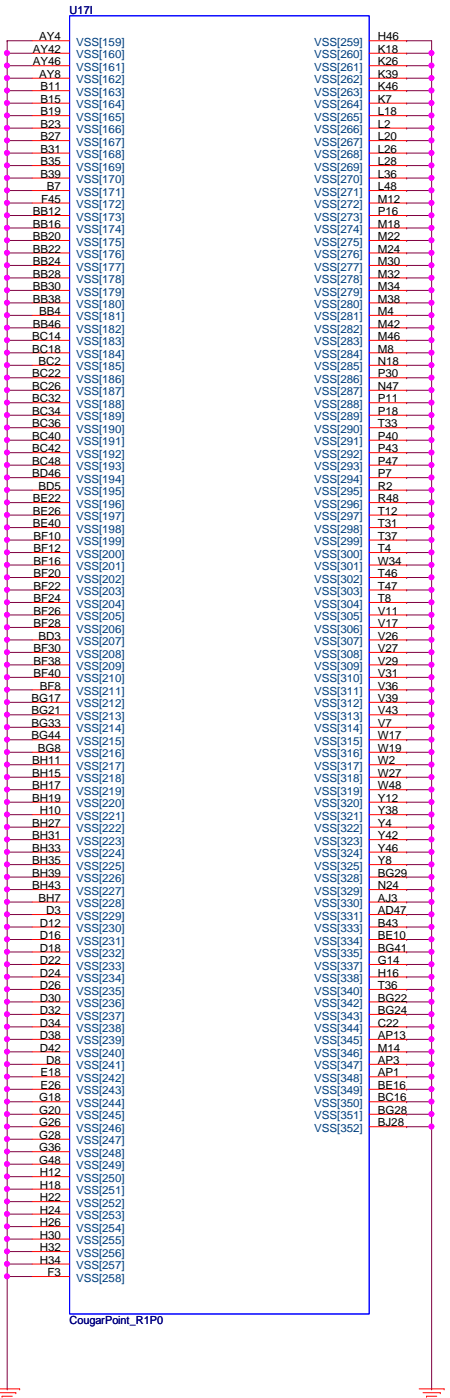 U17I
AY4 VSS[159] VSS[259] H46
AY42 VSS[160] VSS[260] K18
AY46 VSS[161] VSS[261] K26
AY8 VSS[162] VSS[262] K39
B11 VSS[163] VSS[263] K46
B15 VSS[164] VSS[264] K7
B19 VSS[165] VSS[265] L18
B23 VSS[166] VSS[266] L2
B27 VSS[167] VSS[267] L20
B31 VSS[168] VSS[268] L26
B35 VSS[169] VSS[269] L28
B39 VSS[170] VSS[270] L36
B7 VSS[171] VSS[271] L48
F45 VSS[172] VSS[272] M12
BB12 VSS[173] VSS[273] P16
BB16 VSS[174] VSS[274] M18
BB20 VSS[175] VSS[275] M22
BB22 VSS[176] VSS[276] M24
BB24 VSS[177] VSS[277] M30
BB28 VSS[178] VSS[278] M32
BB30 VSS[179] VSS[279] M34
BB38 VSS[180] VSS[280] M38
BB4 VSS[181] VSS[281] M4
BB46 VSS[182] VSS[282] M42
BC14 VSS[183] VSS[283] M46
BC18 VSS[184] VSS[284] M8
BC2 VSS[185] VSS[285] N18
BC22 VSS[186] VSS[286] P30
BC26 VSS[187] VSS[287] N47
BC32 VSS[188] VSS[288] P11
BC34 VSS[189] VSS[289] P18
BC36 VSS[190] VSS[290] T33
BC40 VSS[191] VSS[291] P40
BC42 VSS[192] VSS[292] P43
BC48 VSS[193] VSS[293] P47
BD46 VSS[194] VSS[294] P7
BD5 VSS[195] VSS[295] R2
BE22 VSS[196] VSS[296] R48
BE26 VSS[197] VSS[297] T12
BE40 VSS[198] VSS[298] T31
BF10 VSS[199] VSS[299] T37
BF12 VSS[200] VSS[300] T4
BF16 VSS[201] VSS[301] W34
BF20 VSS[202] VSS[302] T46
BF22 VSS[203] VSS[303] T47
BF24 VSS[204] VSS[304] T8
BF26 VSS[205] VSS[305] V11
BF28 VSS[206] VSS[306] V17
BD3 VSS[207] VSS[307] V26
BF30 VSS[208] VSS[308] V27
BF38 VSS[209] VSS[309] V29
BF40 VSS[210] VSS[310] V31
BF8 VSS[211] VSS[311] V36
BG17 VSS[212] VSS[312] V39
BG21 VSS[213] VSS[313] V43
BG33 VSS[214] VSS[314] V7
BG44 VSS[215] VSS[315] W17
BG8 VSS[216] VSS[316] W19
BH11 VSS[217] VSS[317] W2
BH15 VSS[218] VSS[318] W27
BH17 VSS[219] VSS[319] W48
BH19 VSS[220] VSS[320] Y12
H10 VSS[221] VSS[321] Y38
BH27 VSS[222] VSS[322] Y4
BH31 VSS[223] VSS[323] Y42
BH33 VSS[224] VSS[324] Y46
BH35 VSS[225] VSS[325] Y8
BH39 VSS[226] VSS[328] BG29
BH43 VSS[227] VSS[329] N24
BH7 VSS[228] VSS[330] AJ3
D3 VSS[229] VSS[331] AD47
D12 VSS[230] VSS[333] B43
D16 VSS[231] VSS[334] BE10
D18 VSS[232] VSS[335] BG41
D22 VSS[233] VSS[337] G14
D24 VSS[234] VSS[338] H16
D26 VSS[235] VSS[340] T36
D30 VSS[236] VSS[342] BG22
D32 VSS[237] VSS[343] BG24
D34 VSS[238] VSS[344] C22
D38 VSS[239] VSS[345] AP13
D42 VSS[240] VSS[346] M14
D8 VSS[241] VSS[347] AP3
E18 VSS[242] VSS[348] AP1
E26 VSS[243] VSS[349] BE16
G18 VSS[244] VSS[350] BC16
G20 VSS[245] VSS[351] BG28
G26 VSS[246] VSS[352] BJ28
G28 VSS[247]
G36 VSS[248]
G48 VSS[249]
H12 VSS[250]
H18 VSS[251]
H22 VSS[252]
H24 VSS[253]
H26 VSS[254]
H30 VSS[255]
H32 VSS[256]
H34 VSS[257]
F3 VSS[258]
CougarPoint_R1P0